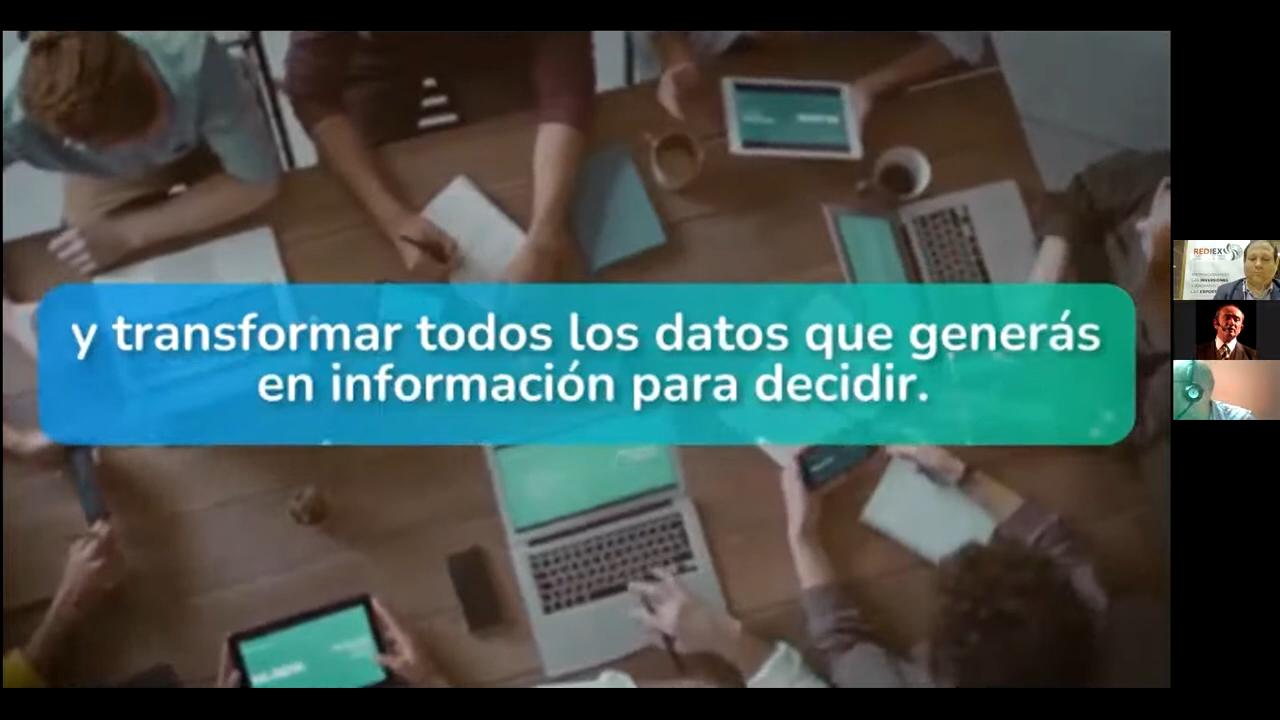 y transformar todos los datos que generás
en información para decidir.
REDIEX